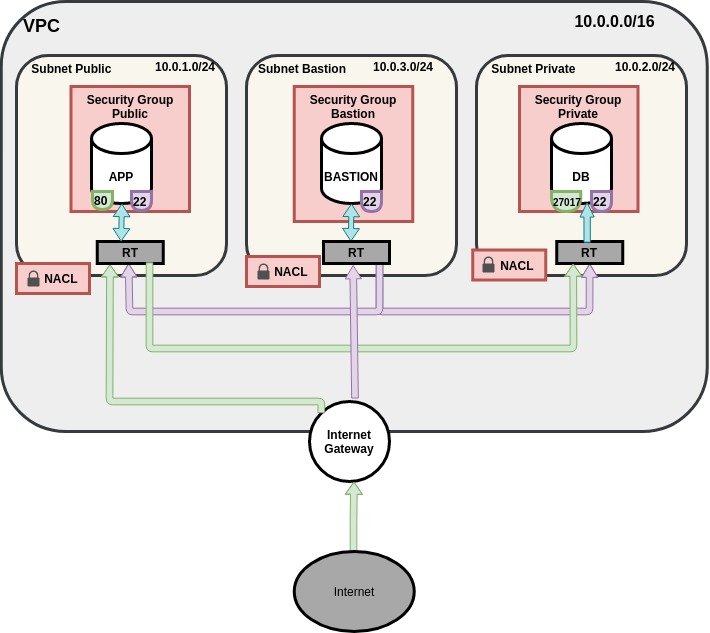 VPC
10.0.0.0/16
Subnet Public
10.0.1.0/24
Security Group
Public
APP
80
22
RT
NACL
Subnet Bastion
10.0.3.0/24
Security Group
Bastion
BASTION
22
RT
NACL
Subnet Private
10.0.2.0/24
Security Group
Private
DB
27017
22
RT
NACL
Internet
Gateway
Internet